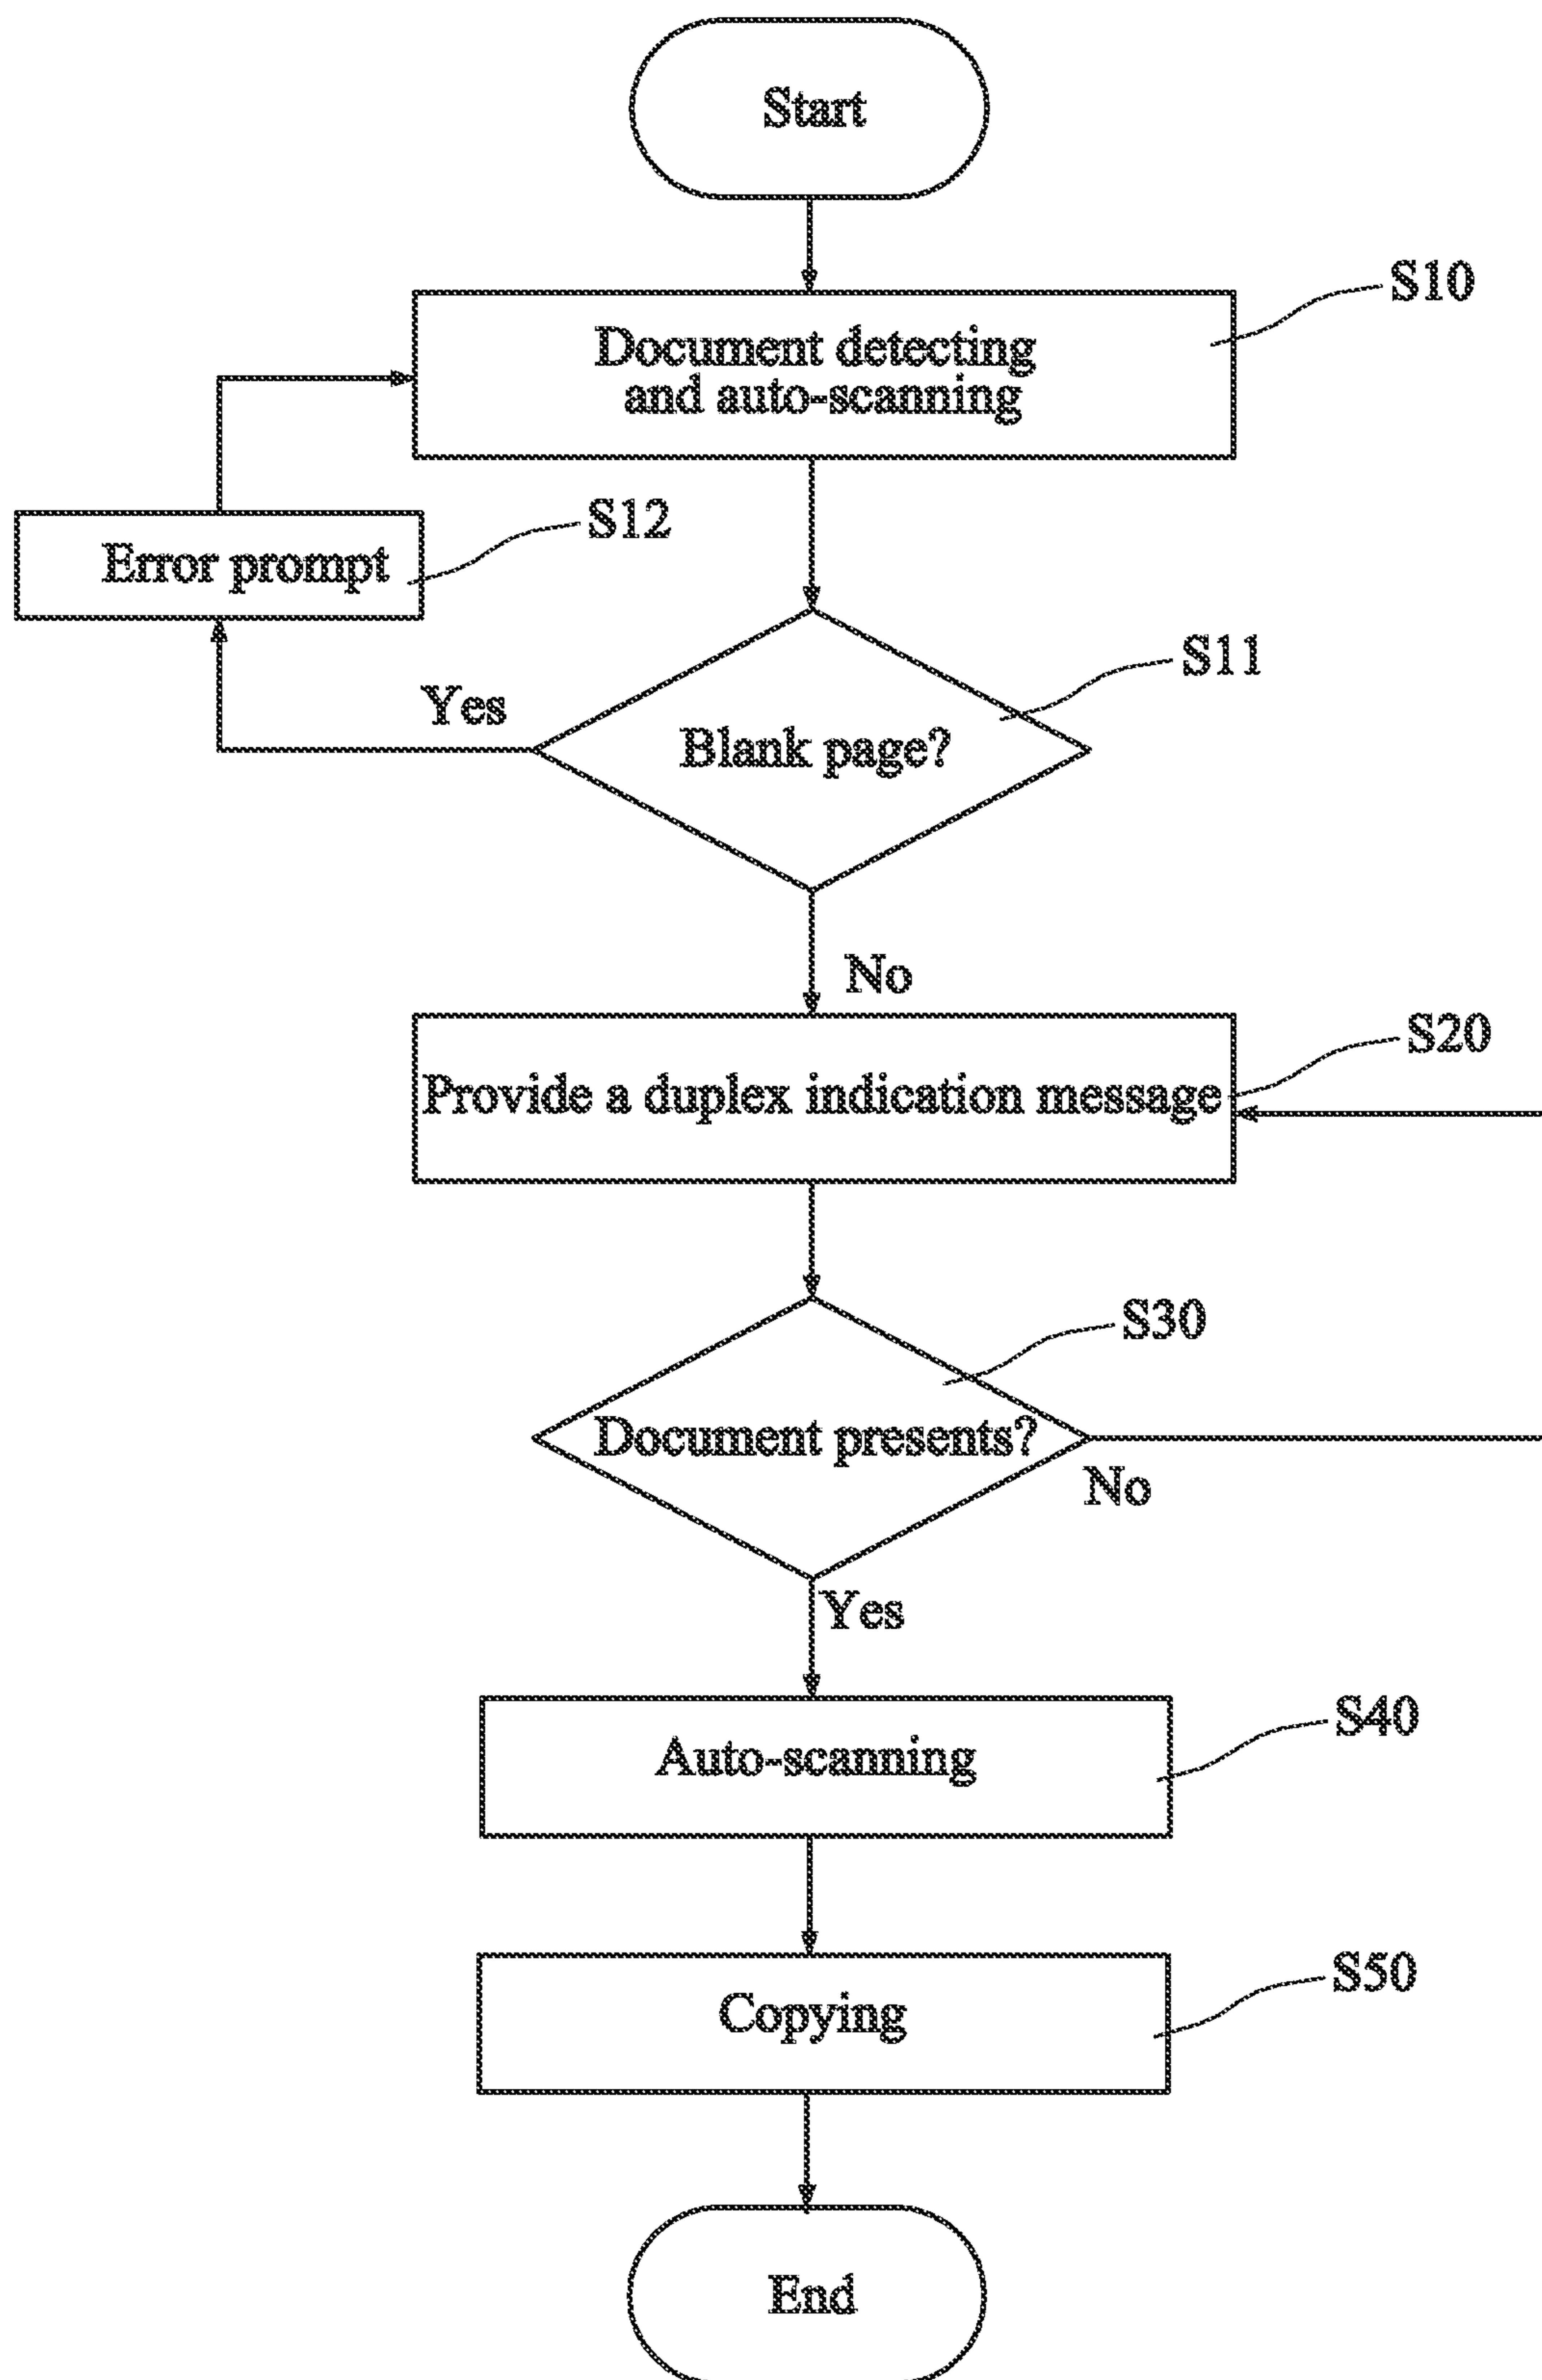 Start
S10
Document detecting
and auto-scanning
S12
Error prompt
S11
Yes
Blank page?
No
S20
Provide a duplex indication message
S30
Document presents?
No
Yes
S40
Auto-scanning
S50
Copying
End